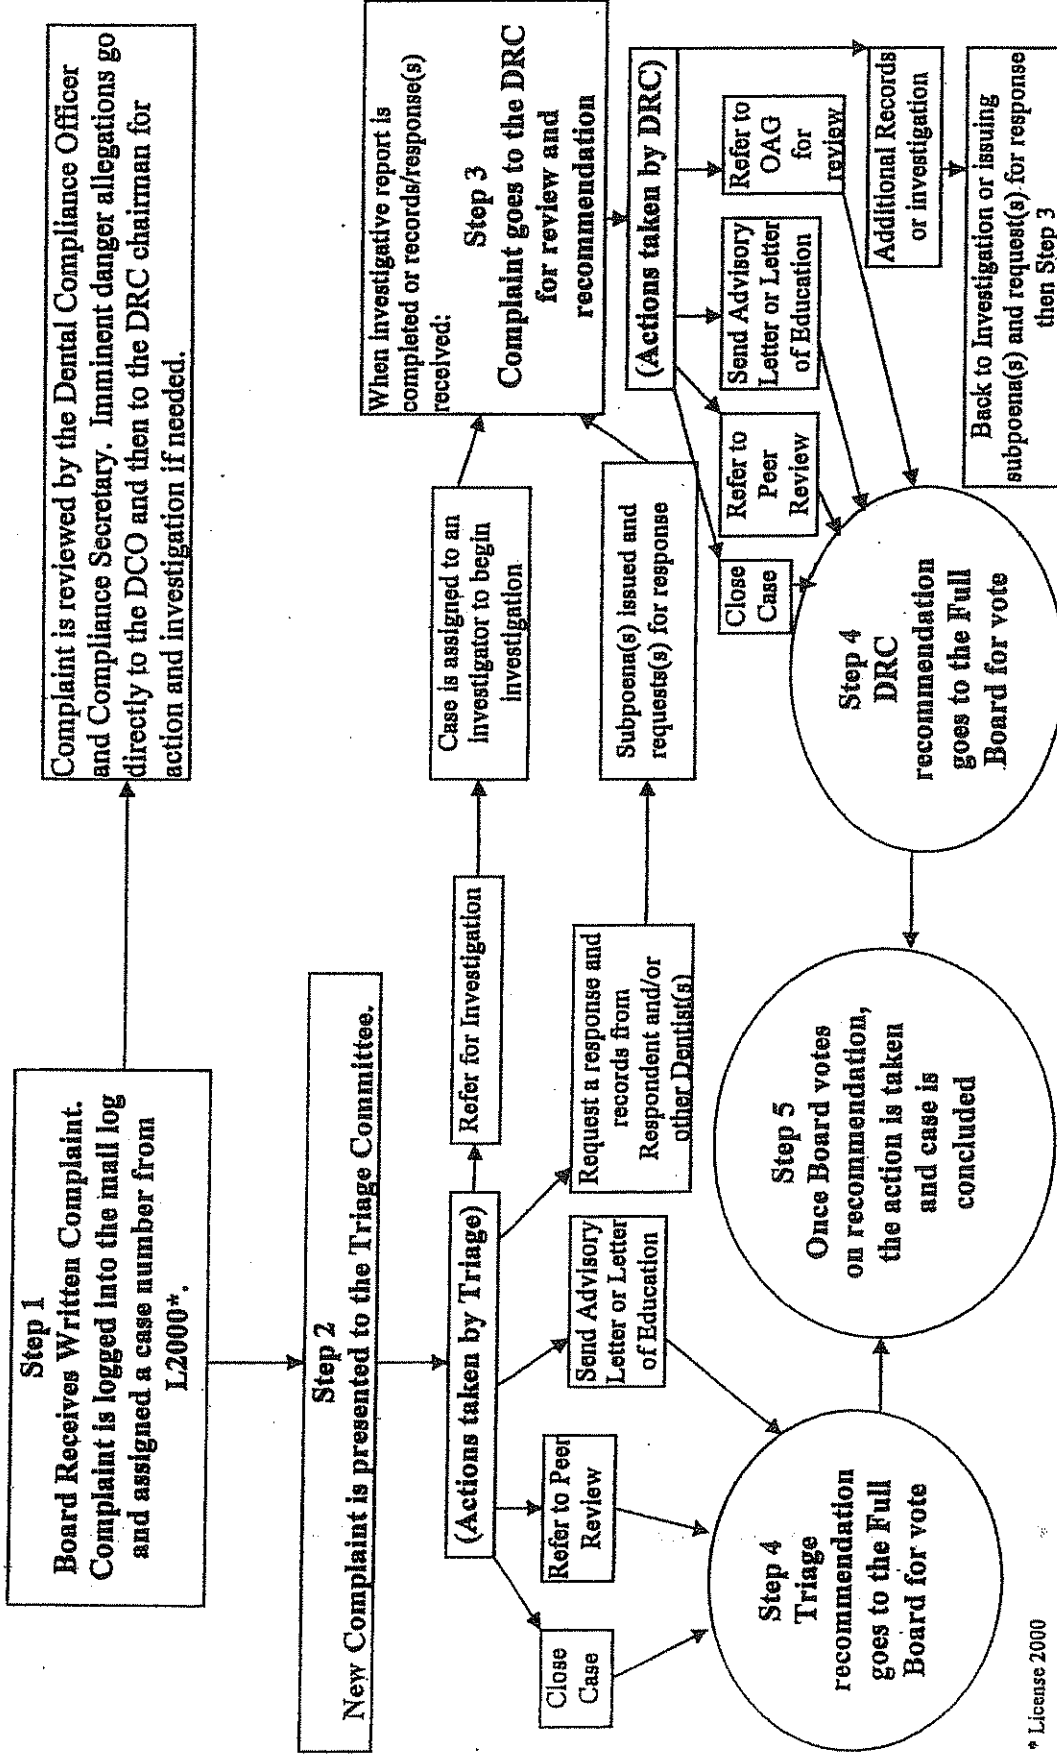 Step 1
Board Receives Written Complaint.
Complaint is logged into the mail log
and assigned a case number from
L2000*.
Complaint is reviewed by the Dental Compliance Officer
and Compliance Secretary. Imminent danger allegations go
directly to the DCO and then to the DRC chairman for
action and investigation if needed.
Step 2
New Complaint is presented to the Triage Committee.
(Actions taken by Triage)
Close
Case
Refer to Peer
Review
Send Advisory
Letter or Letter
of Education
Request a response and
records from
Respondent and/or
other Dentist(s)
Refer for Investigation
Case is assigned to an
investigator to begin
investigation.
Subpoena(s) issued and
requests(s) for response
When investigative report is
completed or records/response(s)
received:
Step 3
Complaint goes to the DRC
for review and
recommendation
(Actions taken by DRC)
Close
Case
Refer to
Peer
Review
Send Advisory
Letter or Letter
of Education
Refer to
OAG
for
review
Additional Records
or investigation
Back to Investigation or issuing
subpoena(s) and request(s) for response
then Step 3
Step 4
Triage
recommendation
goes to the Full
Board for vote
Step 5
Once Board votes
on recommendation,
the action is taken
and case is
concluded
Step 4
DRC
recommendation
goes to the Full
Board for vote
* License 2000